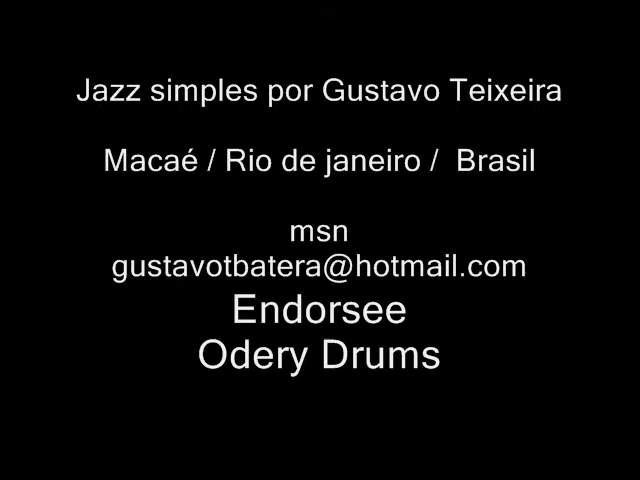 Jazz simples por Gustavo Teixeira
Macaé / Rio de janeiro / Brasil
msn
gustavotbatera@hotmail.com
Endorsee
Odery Drums